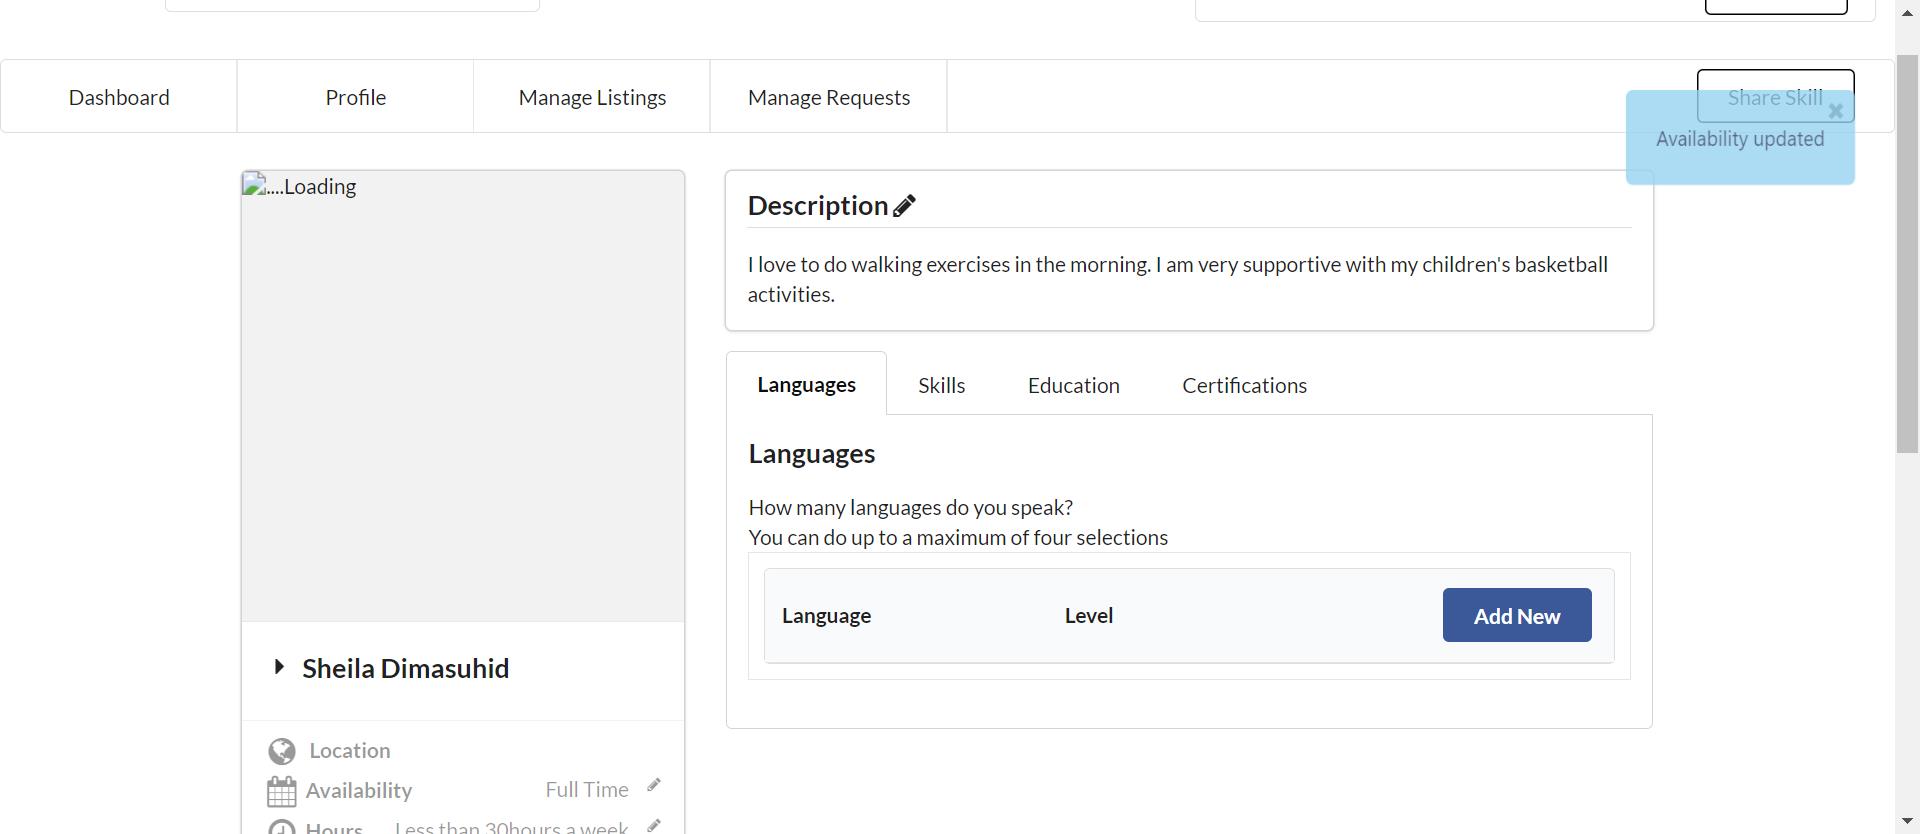 Dashboard
Profile
Manage Listings
Manage Requests
Share Skill
Availability updated
....Loading
Description
I love to do walking exercises in the morning. I am very supportive with my children's basketball
activities.
Languages
Skills
Education
Certifications
Languages
How many languages do you speak?
You can do up to a maximum of four selections
Language
Level
Add New
Sheila Dimasuhid
Location
Availability
Full Time
Hours
Less than 30hours a week